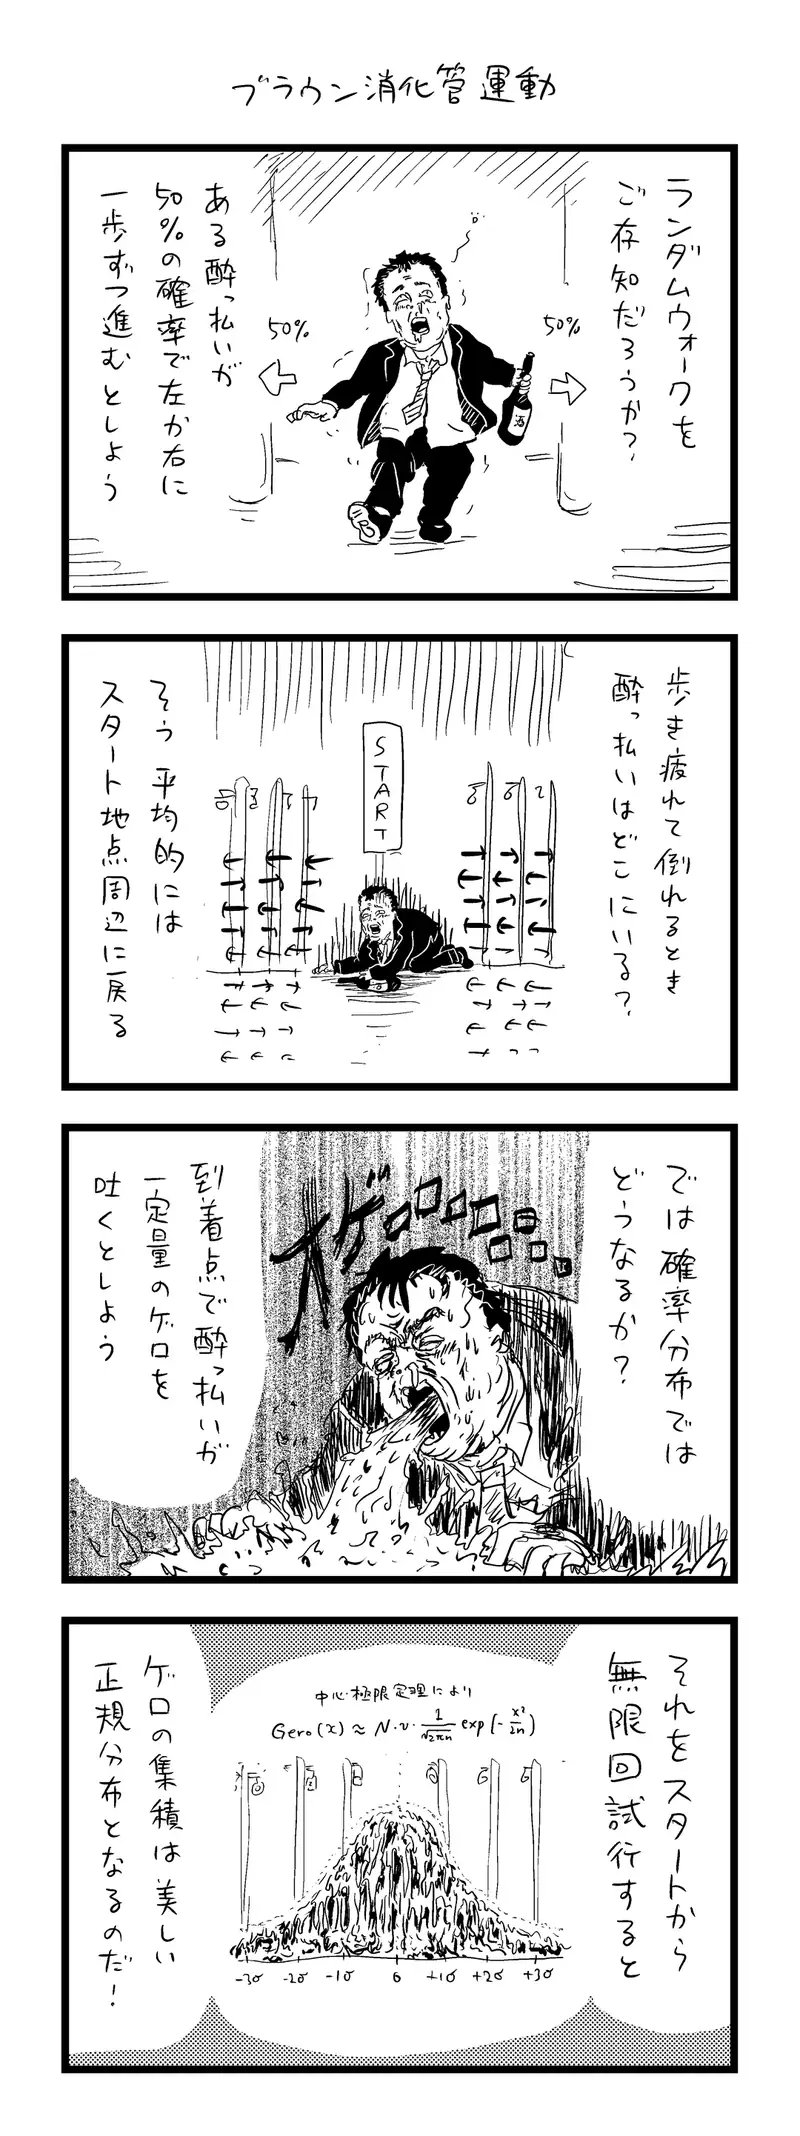 ブラウン消化管運動
ランダムウォークを
ご存知だろうか?
50%
50%
酒
ある酔っ払いが
50%の確率で左か右に
一歩ずつ進むとしよう
歩き疲れて倒れるとき
酔っ払いはどこにいる?
START
そう 平均的には
スタート地点周辺に戻る
では確率分布では
どうなるか?
オゲロロロロロロロ
到着点で酔っ払いが
一定量のゲロを
吐くとしよう
それをスタートから
無限回試行すると
中心極限定理により
Gero(x) ≈ N・v・1/√2πn exp(-x²/2n)
-3σ -2σ -1σ 0 +1σ +2σ +3σ
ゲロの集積は美しい
正規分布となるのだ!